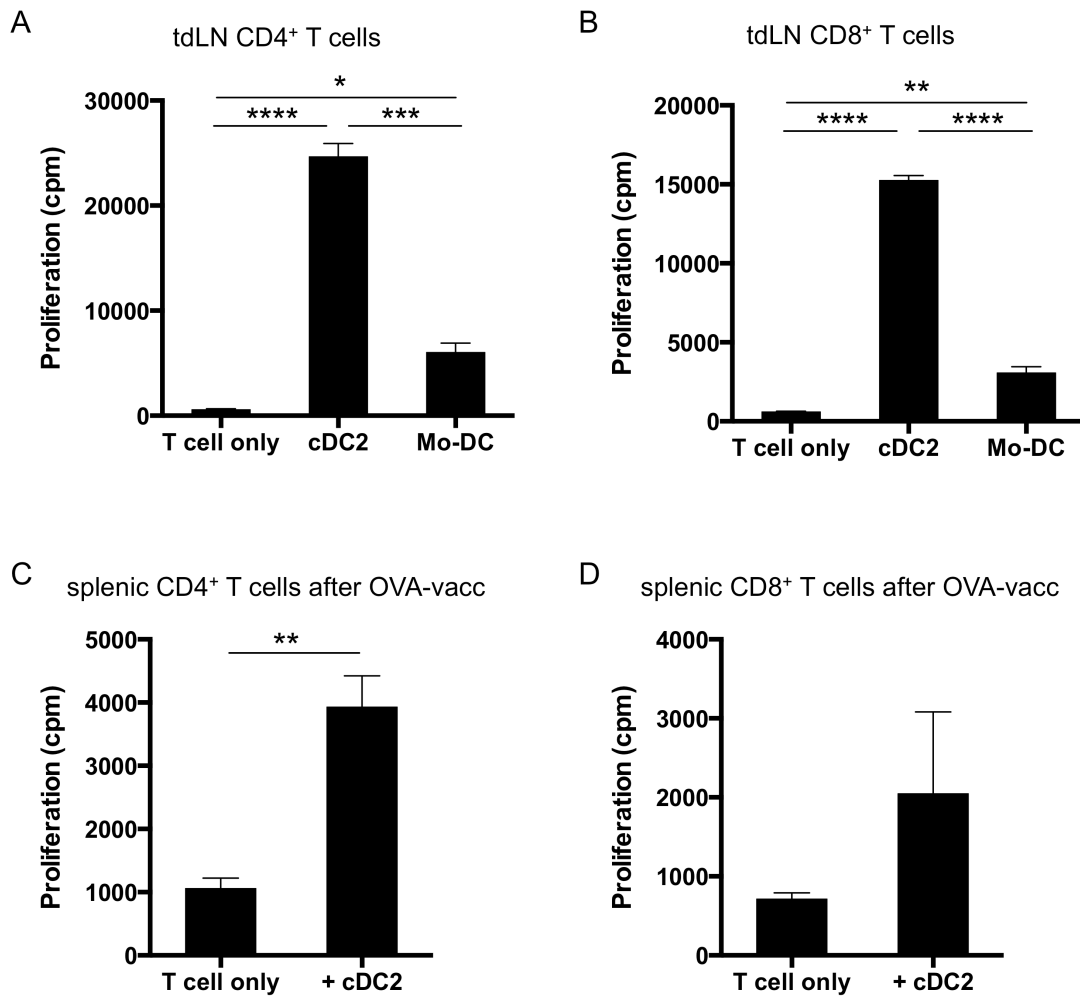 A
tdLN CD4⁺ T cells
*
**** ***
30000
20000
10000
0
Proliferation (cpm)
T cell only cDC2 Mo-DC
B
tdLN CD8⁺ T cells
**
**** ****
20000
15000
10000
5000
0
Proliferation (cpm)
T cell only cDC2 Mo-DC
C
splenic CD4⁺ T cells after OVA-vacc
**
5000
4000
3000
2000
1000
0
Proliferation (cpm)
T cell only + cDC2
D
splenic CD8⁺ T cells after OVA-vacc
4000
3000
2000
1000
0
Proliferation (cpm)
T cell only + cDC2